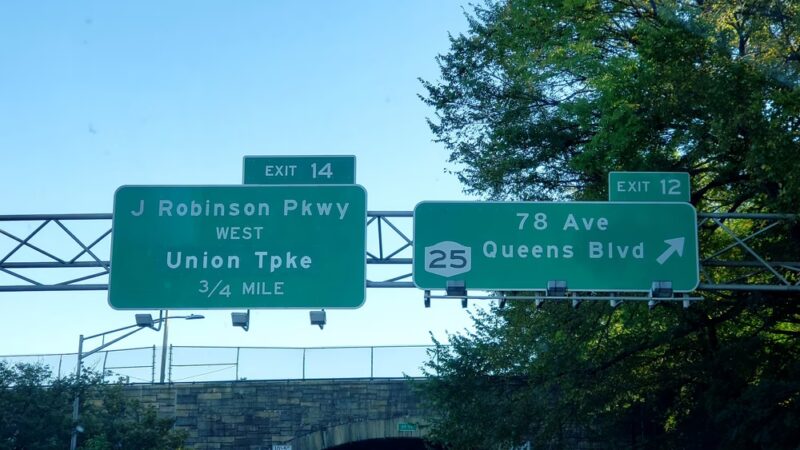 EXIT 14
J Robinson Pkwy
WEST
Union Tpke
3/4 MILE
EXIT 12
78 Ave
25 Queens Blvd